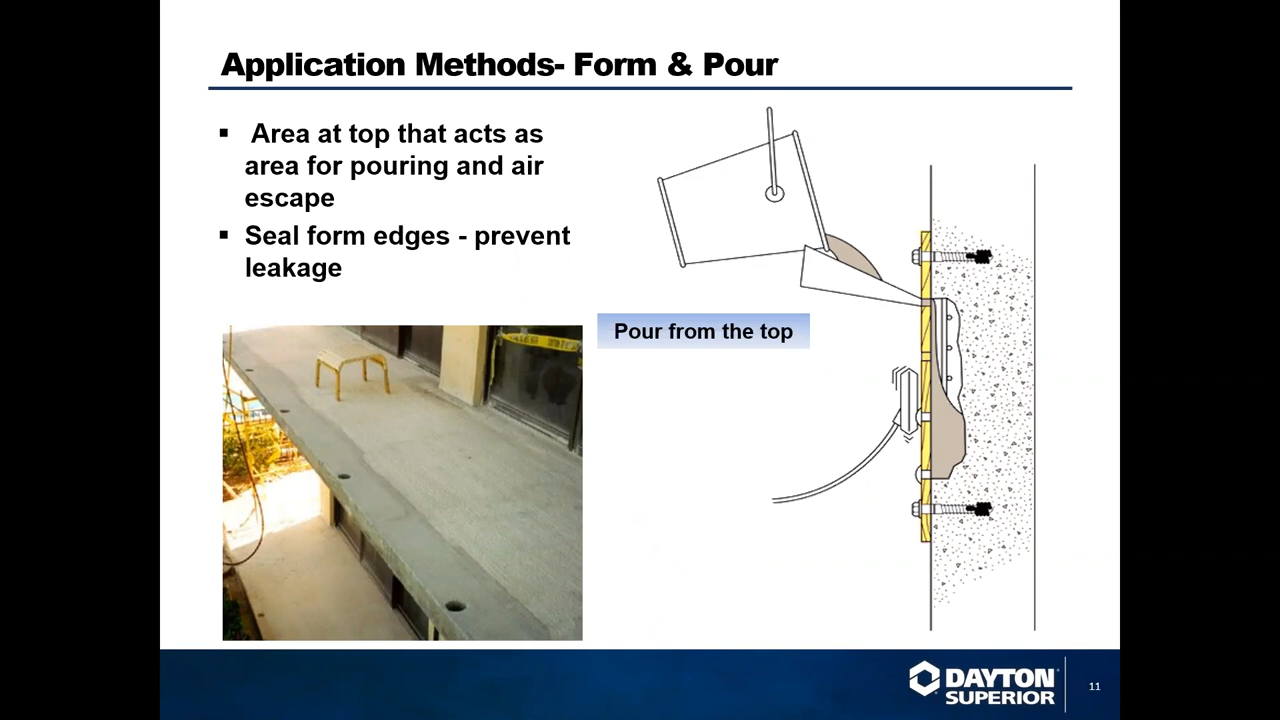 Application Methods- Form & Pour
▪ Area at top that acts as
area for pouring and air
escape
▪ Seal form edges - prevent
leakage
Pour from the top
DAYTON
SUPERIOR
11